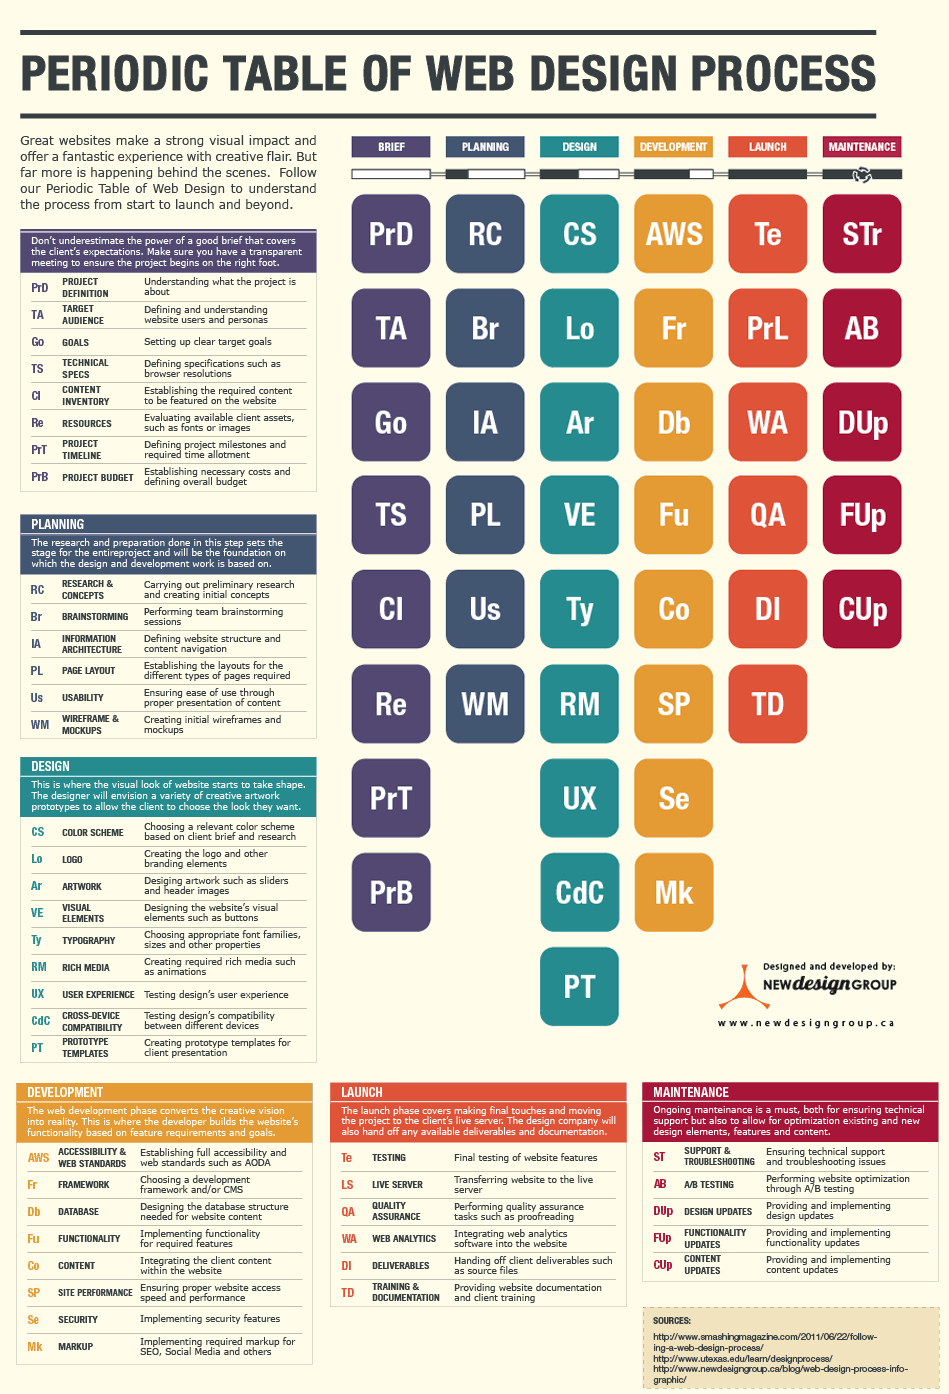 PERIODIC TABLE OF WEB DESIGN PROCESS
Great websites make a strong visual impact and
offer a fantastic experience with creative flair. But
far more is happening behind the scenes. Follow
our Periodic Table of Web Design to understand
the process from start to launch and beyond.
Don't underestimate the power of a good brief that covers
the client's expectations. Make sure you have a transparent
meeting to ensure the project begins on the right foot.
PrD PROJECT DEFINITION Understanding what the project is
about
TA TARGET AUDIENCE Defining and understanding
website users and personas
Go GOALS Setting up clear target goals
TS TECHNICAL SPECS Defining specifications such as
browser resolutions
CI CONTENT INVENTORY Establishing the required content
to be featured on the website
Re RESOURCES Evaluating available client assets,
such as fonts or images
PrT PROJECT TIMELINE Defining project milestones and
required time allotment
PrB PROJECT BUDGET Establishing necessary costs and
defining overall budget
PLANNING
The research and preparation done in this step sets the
stage for the entireproject and will be the foundation on
which the design and development work is based on.
RC RESEARCH & CONCEPTS Carrying out preliminary research
and creating initial concepts
Br BRAINSTORMING Performing team brainstorming
sessions
IA INFORMATION ARCHITECTURE Defining website structure and
content navigation
PL PAGE LAYOUT Establishing the layouts for the
different types of pages required
Us USABILITY Ensuring ease of use through
proper presentation of content
WM WIREFRAME & MOCKUPS Creating initial wireframes and
mockups
DESIGN
This is where the visual look of website starts to take shape.
The designer will envision a variety of creative artwork
prototypes to allow the client to choose the look they want.
CS COLOR SCHEME Choosing a relevant color scheme
based on client brief and research
Lo LOGO Creating the logo and other
branding elements
Ar ARTWORK Desiging artwork such as sliders
and header images
VE VISUAL ELEMENTS Designing the website's visual
elements such as buttons
Ty TYPOGRAPHY Choosing appropriate font families,
sizes and other properties
RM RICH MEDIA Creating required rich media such
as animations
UX USER EXPERIENCE Testing design's user experience
CdC CROSS-DEVICE COMPATIBILITY Testing design's compatibility
between different devices
PT PROTOTYPE TEMPLATES Creating prototype templates for
client presentation
BRIEF PLANNING DESIGN DEVELOPMENT LAUNCH MAINTENANCE
PrD RC CS AWS Te STr
TA Br Lo Fr PrL AB
Go IA Ar Db WA DUp
TS PL VE Fu QA FUp
CI Us Ty Co DI CUp
Re WM RM SP TD
PrT UX Se
PrB CdC Mk
PT
Designed and developed by:
NEWdesignGROUP
www.newdesigngroup.ca
DEVELOPMENT
The web development phase converts the creative vision
into reality. This is where the developer builds the website's
functionality based on feature requirements and goals.
AWS ACCESSIBILITY & WEB STANDARDS Establishing full accessibility and
web standards such as AODA
Fr FRAMEWORK Choosing a development
framework and/or CMS
Db DATABASE Designing the database structure
needed for website content
Fu FUNCTIONALITY Implementing functionality
for required features
Co CONTENT Integrating the client content
within the website
SP SITE PERFORMANCE Ensuring proper website access
speed and performance
Se SECURITY Implementing security features
Mk MARKUP Implementing required markup for
SEO, Social Media and others
LAUNCH
The launch phase covers making final touches and moving
the project to the client's live server. The design company will
also hand off any available deliverables and documentation.
Te TESTING Final testing of website features
LS LIVE SERVER Transferring website to the live
server
QA QUALITY ASSURANCE Performing quality assurance
tasks such as proofreading
WA WEB ANALYTICS Integrating web analytics
software into the website
DI DELIVERABLES Handing off client deliverables such
as source files
TD TRAINING & DOCUMENTATION Providing website documentation
and client training
MAINTENANCE
Ongoing manteinance is a must, both for ensuring technical
support but also to allow for optimization existing and new
design elements, features and content.
ST SUPPORT & TROUBLESHOOTING Ensuring technical support
and troubleshooting issues
AB A/B TESTING Performing website optimization
through A/B testing
DUp DESIGN UPDATES Providing and implementing
design updates
FUp FUNCTIONALITY UPDATES Providing and implementing
functionality updates
CUp CONTENT UPDATES Providing and implementing
content updates
SOURCES:
http://www.smashingmagazine.com/2011/06/22/follow-
ing-a-web-design-process/
http://www.utexas.edu/learn/designprocess/
http://www.newdesigngroup.ca/blog/web-design-process-info-
graphic/